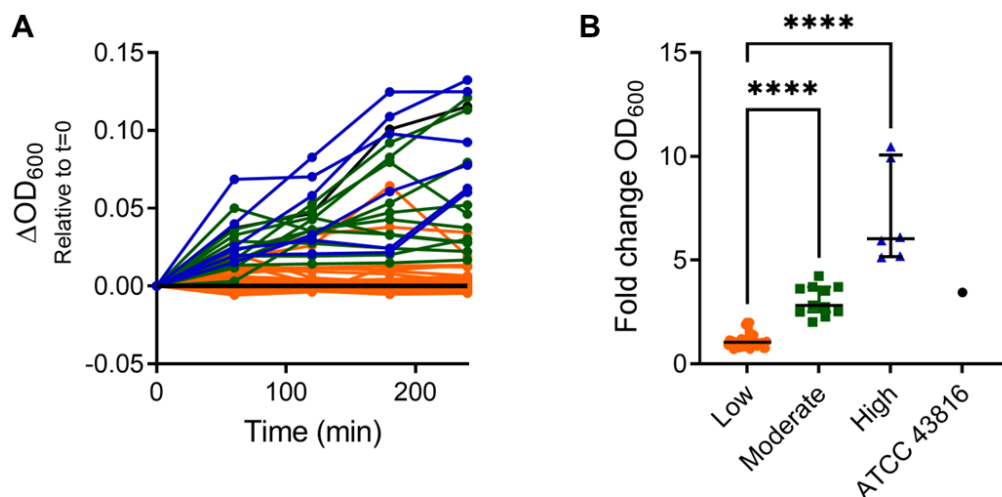 A
ΔOD600
Relative to t=0
0.15
0.10
0.05
0.00
-0.05
0
100
200
Time (min)
B
Fold change OD600
15
10
5
0
****
****
Low
Moderate
High
ATCC 43816